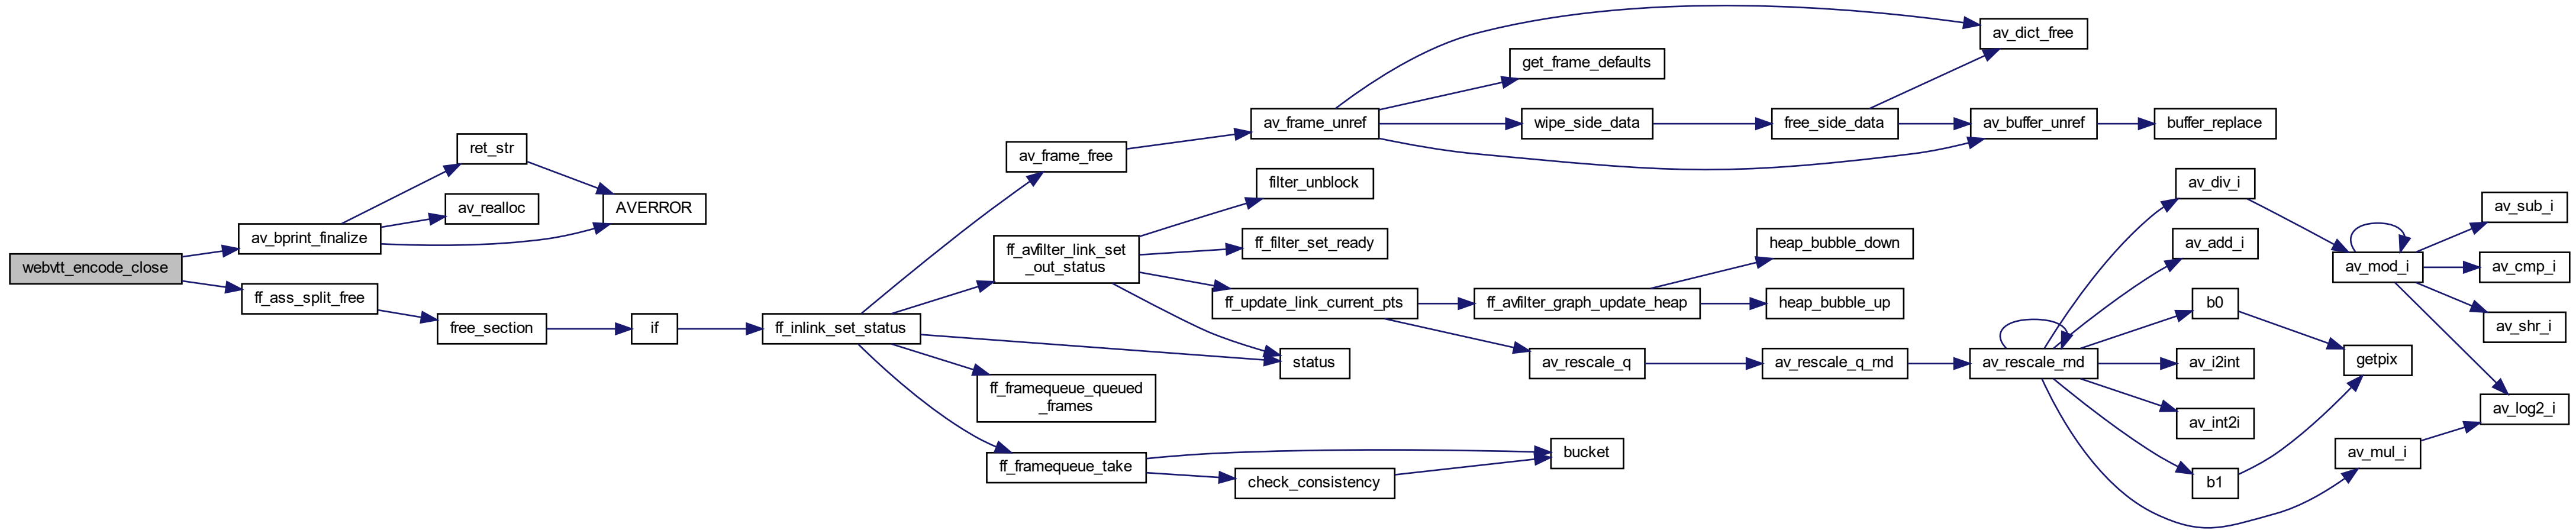 webvtt_encode_close
av_bprint_finalize
ff_ass_split_free
ret_str
av_realloc
AVERROR
free_section
if
ff_inlink_set_status
av_frame_free
ff_avfilter_link_set
_out_status
ff_framequeue_queued
_frames
ff_framequeue_take
av_frame_unref
filter_unblock
ff_filter_set_ready
ff_update_link_current_pts
status
check_consistency
bucket
get_frame_defaults
wipe_side_data
ff_avfilter_graph_update_heap
av_rescale_q
free_side_data
heap_bubble_down
heap_bubble_up
av_rescale_q_rnd
av_dict_free
av_buffer_unref
av_rescale_rnd
buffer_replace
av_div_i
av_add_i
b0
av_i2int
av_int2i
b1
av_mod_i
getpix
av_mul_i
av_sub_i
av_cmp_i
av_shr_i
av_log2_i